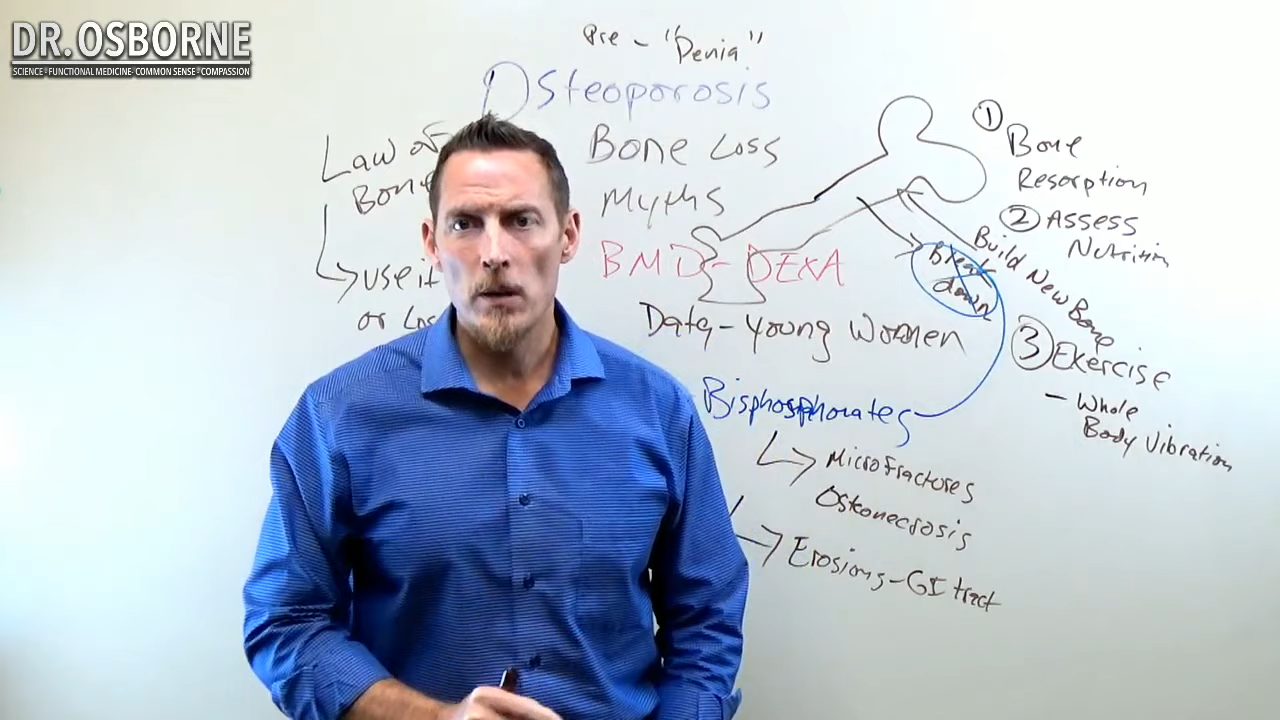 DR. OSBORNE
SCIENCE - FUNCTIONAL MEDICINE - COMMON SENSE - COMPASSION
Pre - "Penia"
Osteoporosis
Bone Loss
Myths
BMD - DEXA
Data - Young Women
Law of
Bone
Use it
or
Bisphosphonates
Microfractures
Osteonecrosis
Erosions - GI tract
Break
down
Build New Bone
① Bone
Resorption
② Assess
Nutrition
③ Exercise
- Whole
Body Vibration